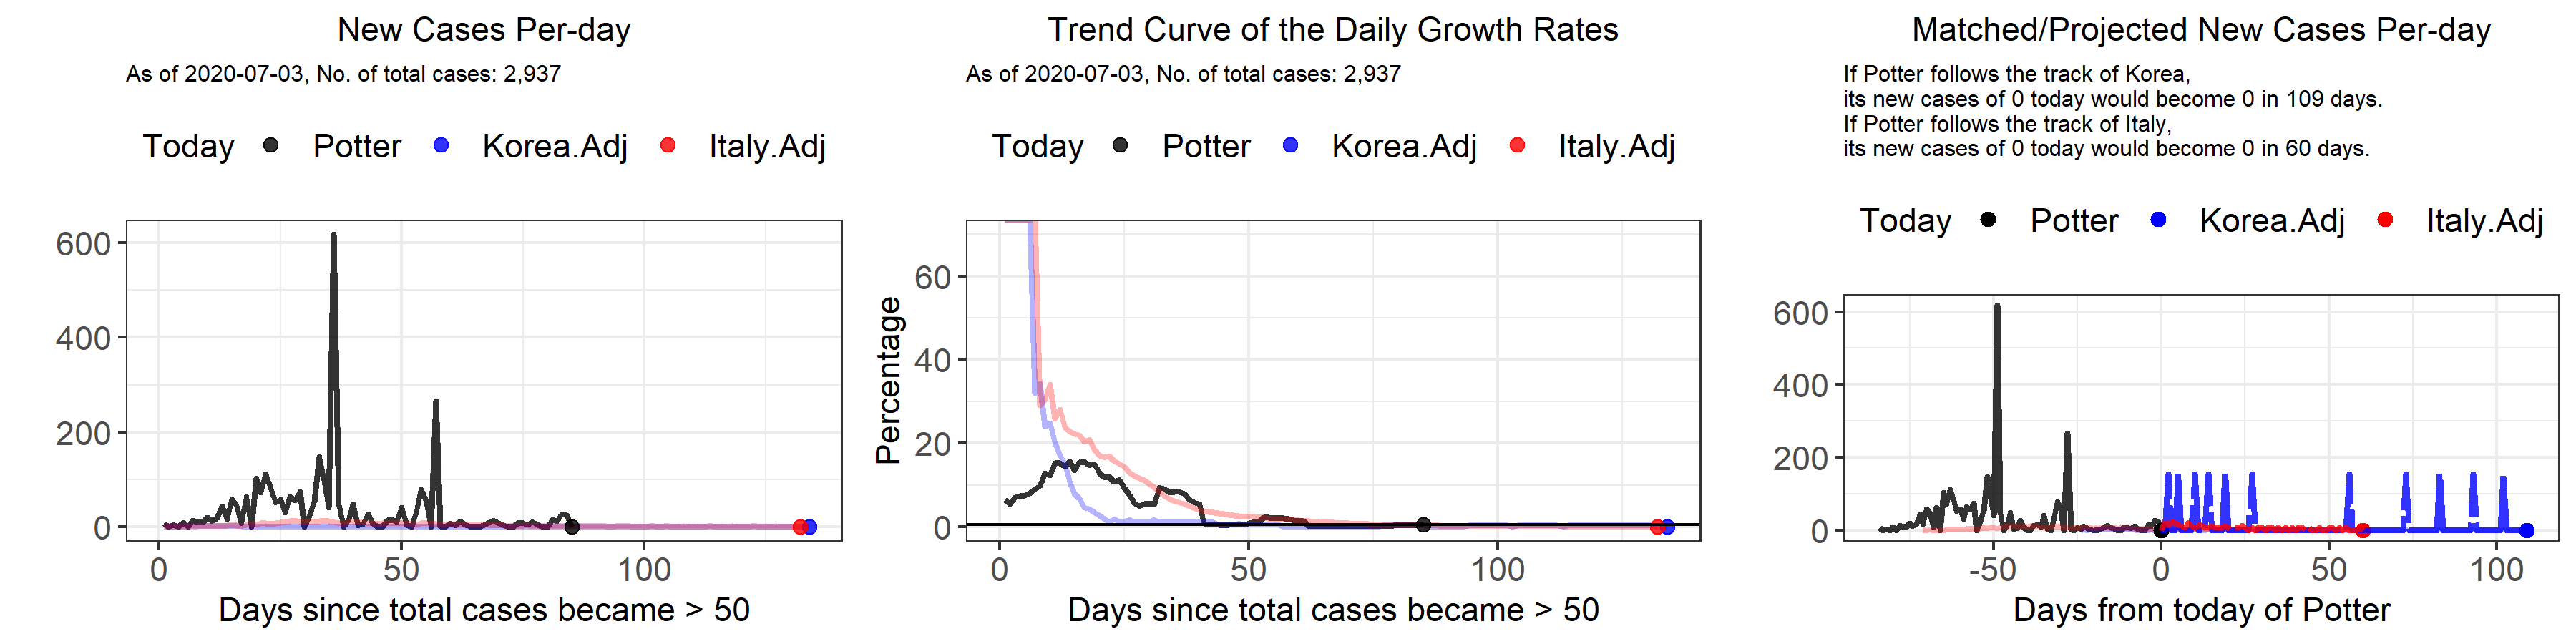 New Cases Per-day
As of 2020-07-03, No. of total cases: 2,937
Today Potter Korea.Adj Italy.Adj
600
400
200
0
0 50 100
Days since total cases became > 50
Trend Curve of the Daily Growth Rates
As of 2020-07-03, No. of total cases: 2,937
Today Potter Korea.Adj Italy.Adj
Percentage
60
40
20
0
0 50 100
Days since total cases became > 50
Matched/Projected New Cases Per-day
If Potter follows the track of Korea,
its new cases of 0 today would become 0 in 109 days.
If Potter follows the track of Italy,
its new cases of 0 today would become 0 in 60 days.
Today Potter Korea.Adj Italy.Adj
600
400
200
0
-50 0 50 100
Days from today of Potter